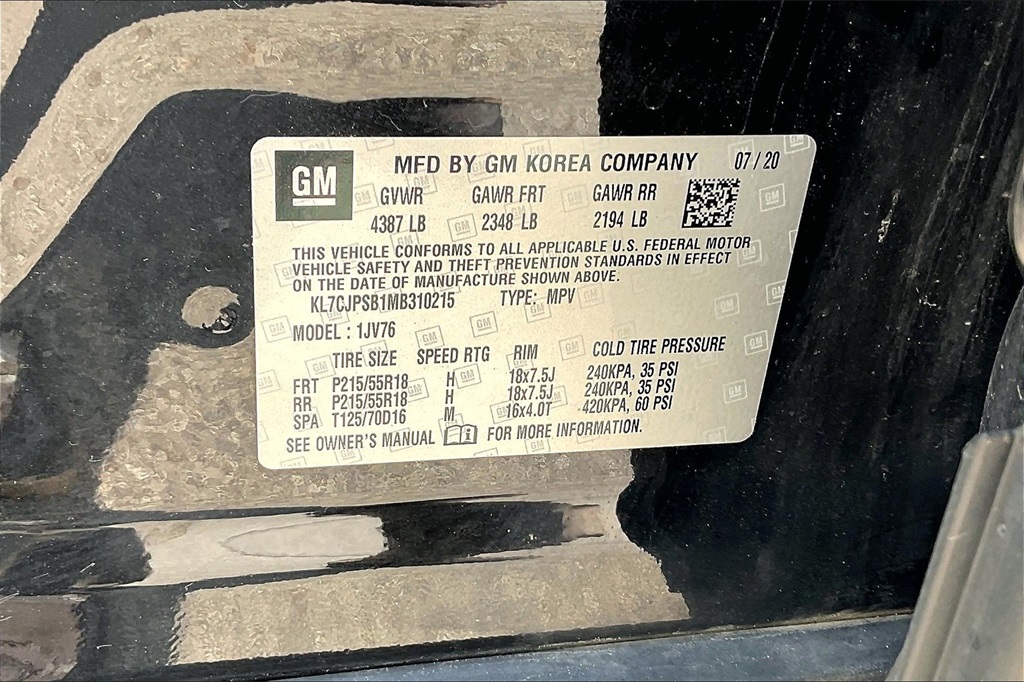 GM MFD BY GM KOREA COMPANY 07/20
GVWR GAWR FRT GAWR RR
4387 LB 2348 LB 2194 LB
THIS VEHICLE CONFORMS TO ALL APPLICABLE U.S. FEDERAL MOTOR
VEHICLE SAFETY AND THEFT PREVENTION STANDARDS IN EFFECT
ON THE DATE OF MANUFACTURE SHOWN ABOVE.
KL7CJPSB1MB310215 TYPE: MPV
MODEL : 1JV76
TIRE SIZE SPEED RTG RIM COLD TIRE PRESSURE
FRT P215/55R18 H 18x7.5J 240KPA, 35 PSI
RR P215/55R18 H 18x7.5J 240KPA, 35 PSI
SPA T125/70D16 M 16x4.0T 420KPA, 60 PSI
SEE OWNER'S MANUAL FOR MORE INFORMATION.